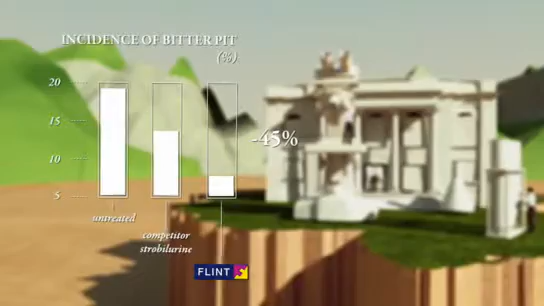 INCIDENCE OF BITTER PIT
(%)
20
15
10
5
-45%
untreated
competitor
strobilurine
FLINT